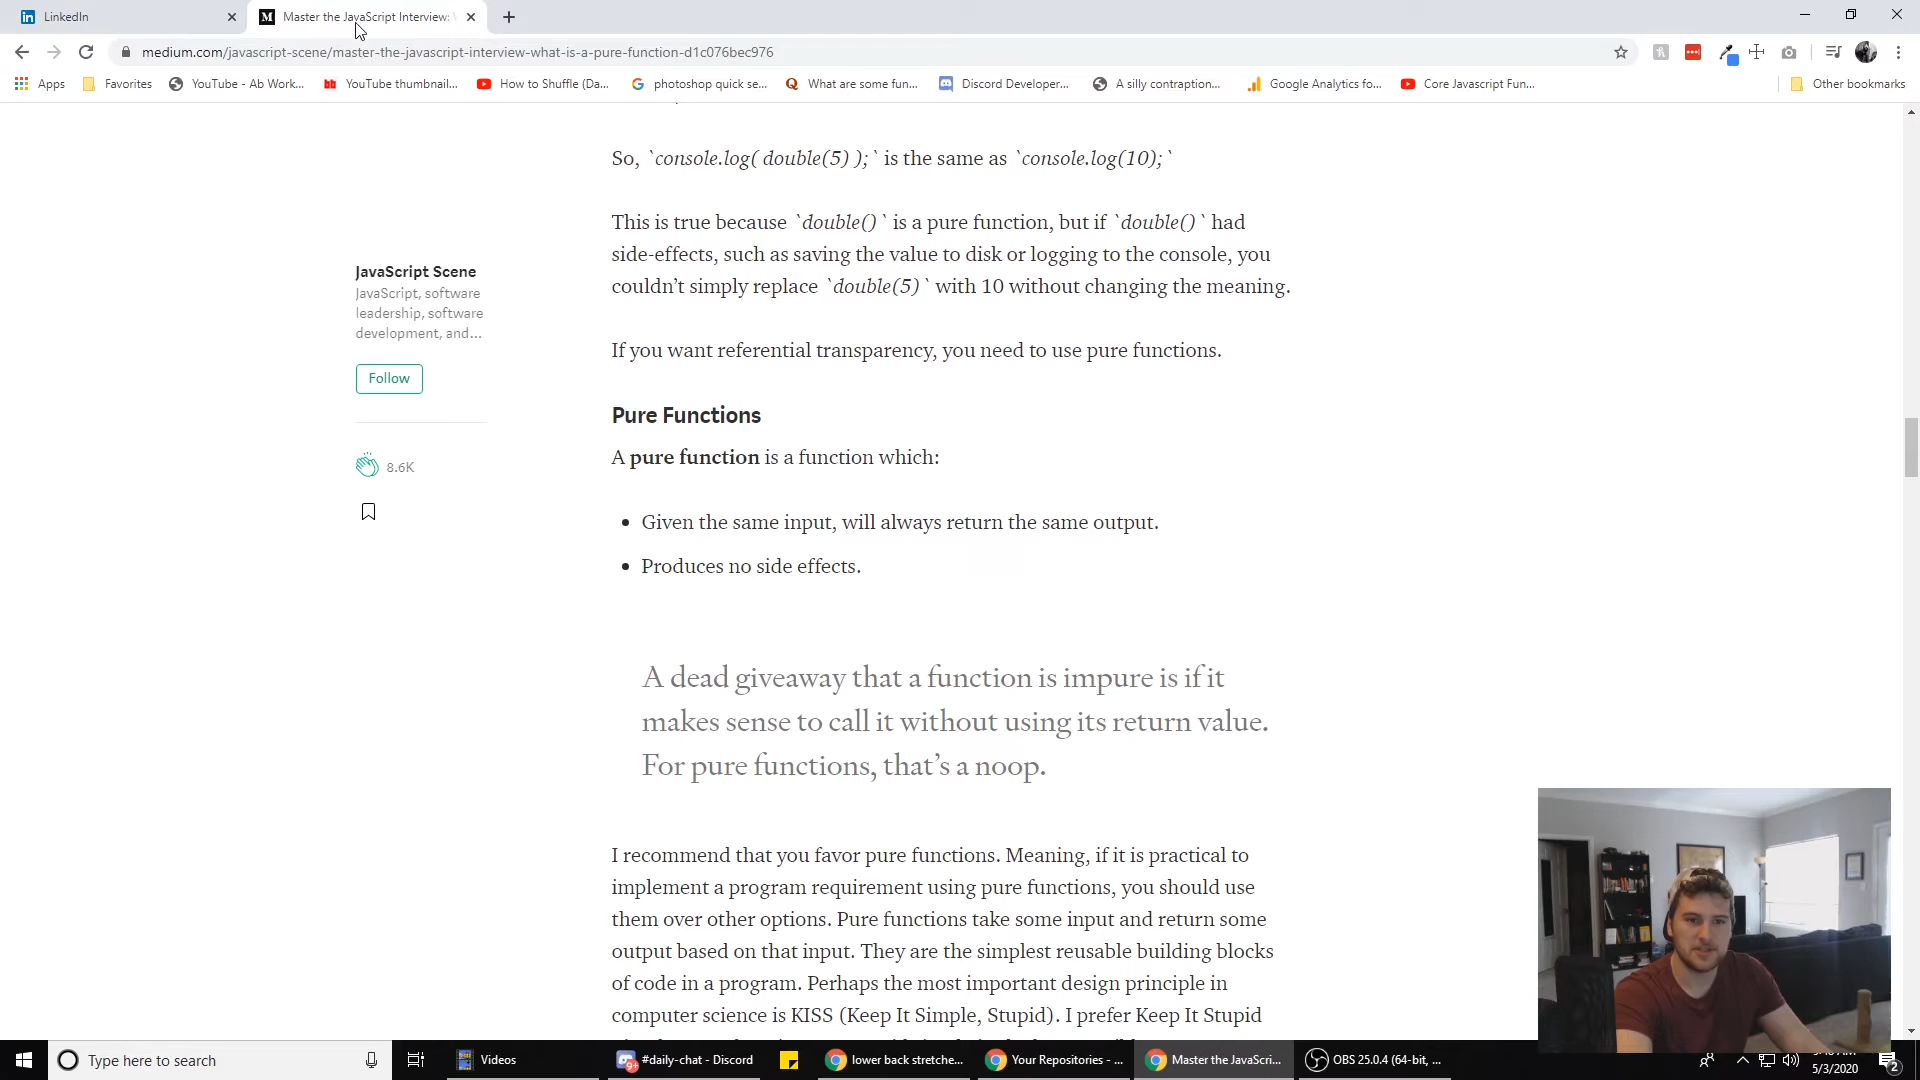 LinkedIn
Master the JavaScript Interview:
medium.com/javascript-scene/master-the-javascript-interview-what-is-a-pure-function-d1c076bec976
Apps Favorites YouTube - Ab Work... YouTube thumbnail... How to Shuffle (Da... photoshop quick se... What are some fun... Discord Developer... A silly contraption... Google Analytics fo... Core Javascript Fun... Other bookmarks
So, `console.log( double(5) );` is the same as `console.log(10);`
This is true because `double()` is a pure function, but if `double()` had
side-effects, such as saving the value to disk or logging to the console, you
couldn’t simply replace `double(5)` with 10 without changing the meaning.
If you want referential transparency, you need to use pure functions.
JavaScript Scene
JavaScript, software
leadership, software
development, and...
Follow
8.6K
Pure Functions
A pure function is a function which:
• Given the same input, will always return the same output.
• Produces no side effects.
A dead giveaway that a function is impure is if it
makes sense to call it without using its return value.
For pure functions, that’s a noop.
I recommend that you favor pure functions. Meaning, if it is practical to
implement a program requirement using pure functions, you should use
them over other options. Pure functions take some input and return some
output based on that input. They are the simplest reusable building blocks
of code in a program. Perhaps the most important design principle in
computer science is KISS (Keep It Simple, Stupid). I prefer Keep It Stupid
Type here to search Videos 9+ #daily-chat - Discord lower back stretche... Your Repositories - ... Master the JavaScri... OBS 25.0.4 (64-bit, ...
5/3/2020 2